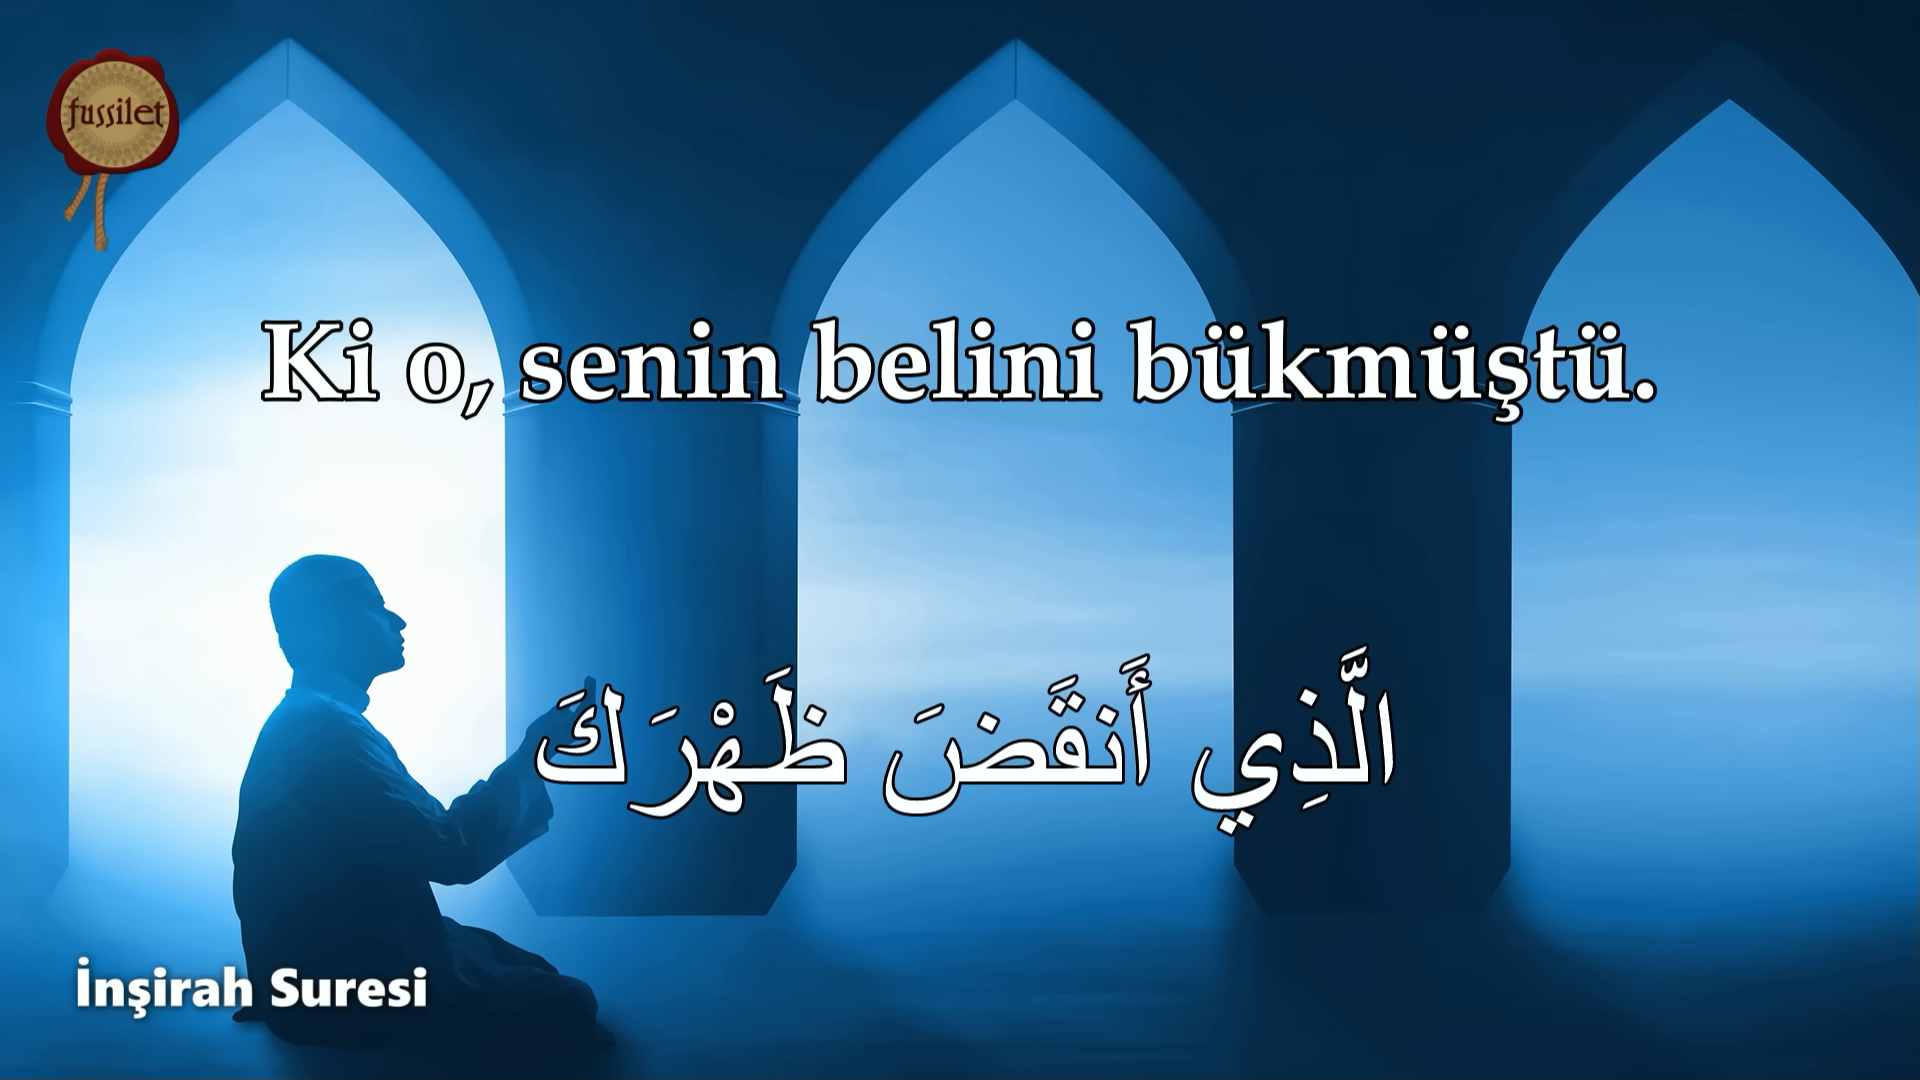 fussilet
Ki o, senin belini bükmüştü.
الَّذِي أَنقَضَ ظَهْرَكَ
İnşirah Suresi